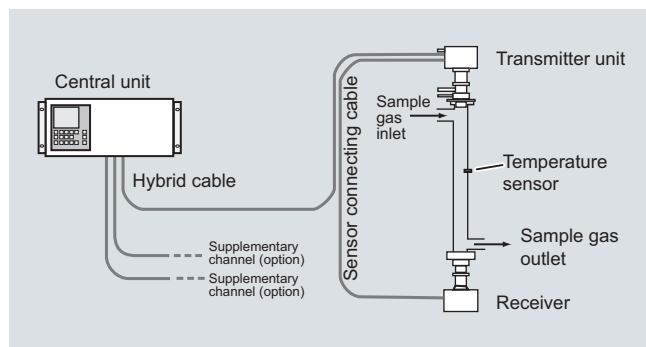 Central unit
Transmitter unit
Sample
gas
inlet
Sensor connecting cable
Temperature
sensor
Hybrid cable
Sample gas
outlet
Supplementary
channel (option)
Supplementary
channel (option)
Receiver